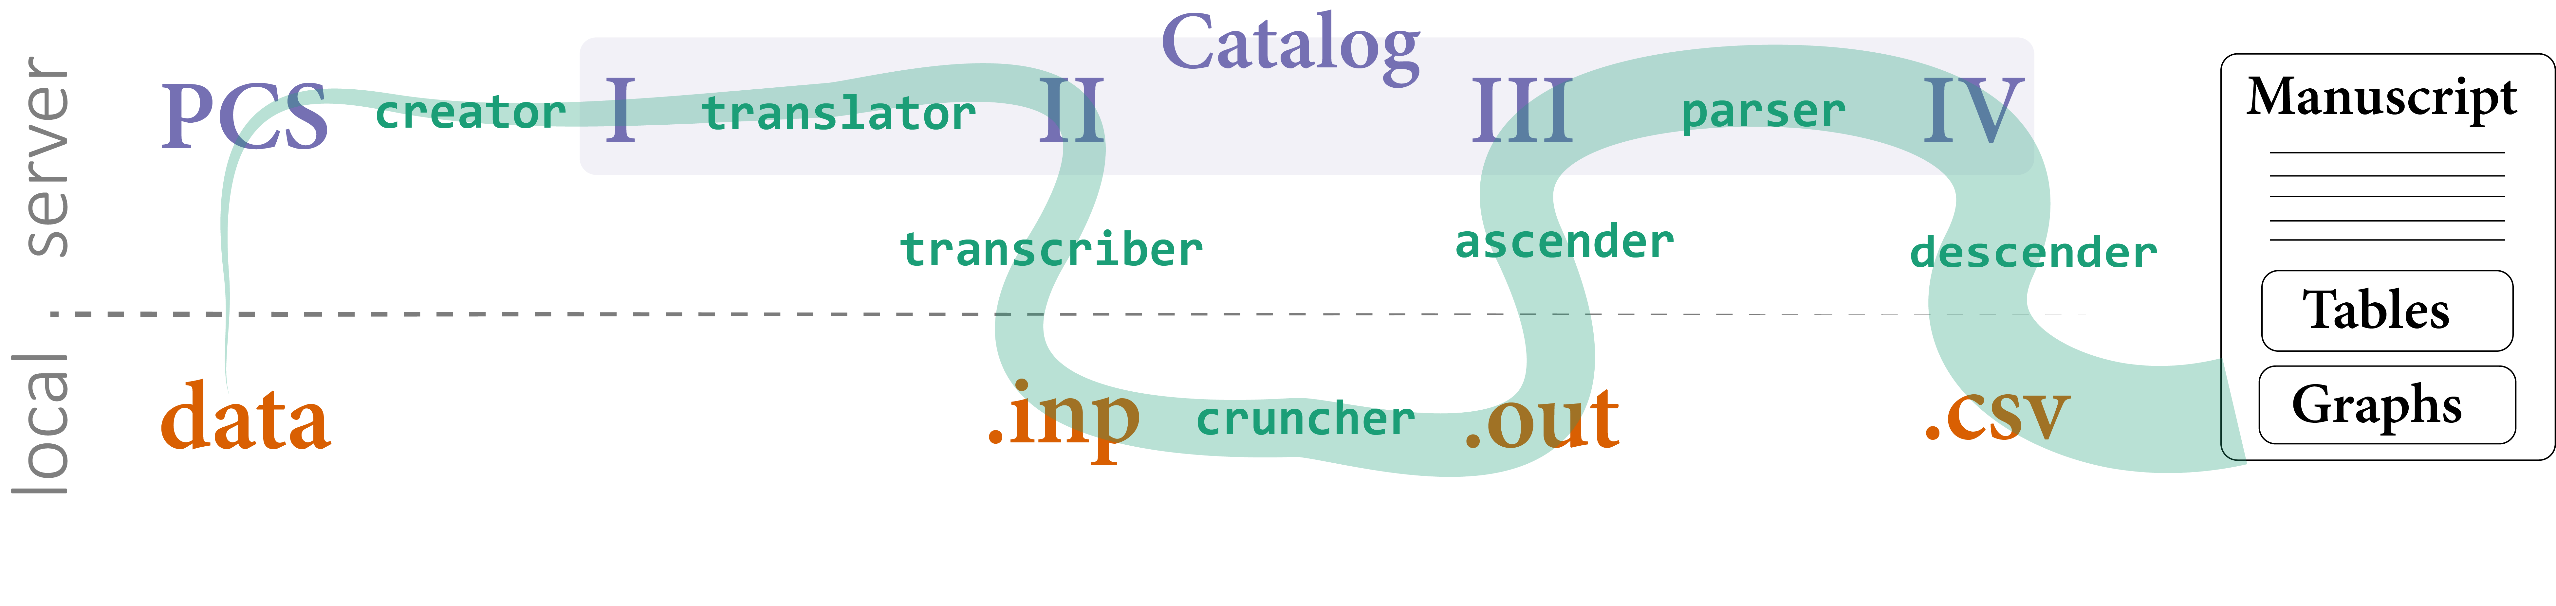 Catalog
server
PCS
creator
I
translator
II
III
parser
IV
transcriber
ascender
descender
local
data
.inp
cruncher
.out
.csv
Manuscript
Tables
Graphs